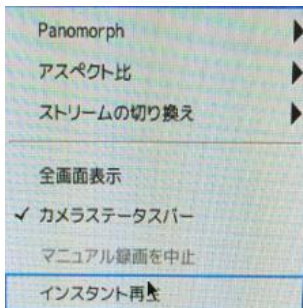 Panomorph
アスペクト比
ストリームの切り換え
全画面表示
カメラステータスバー
マニュアル録画を中止
インスタント再生